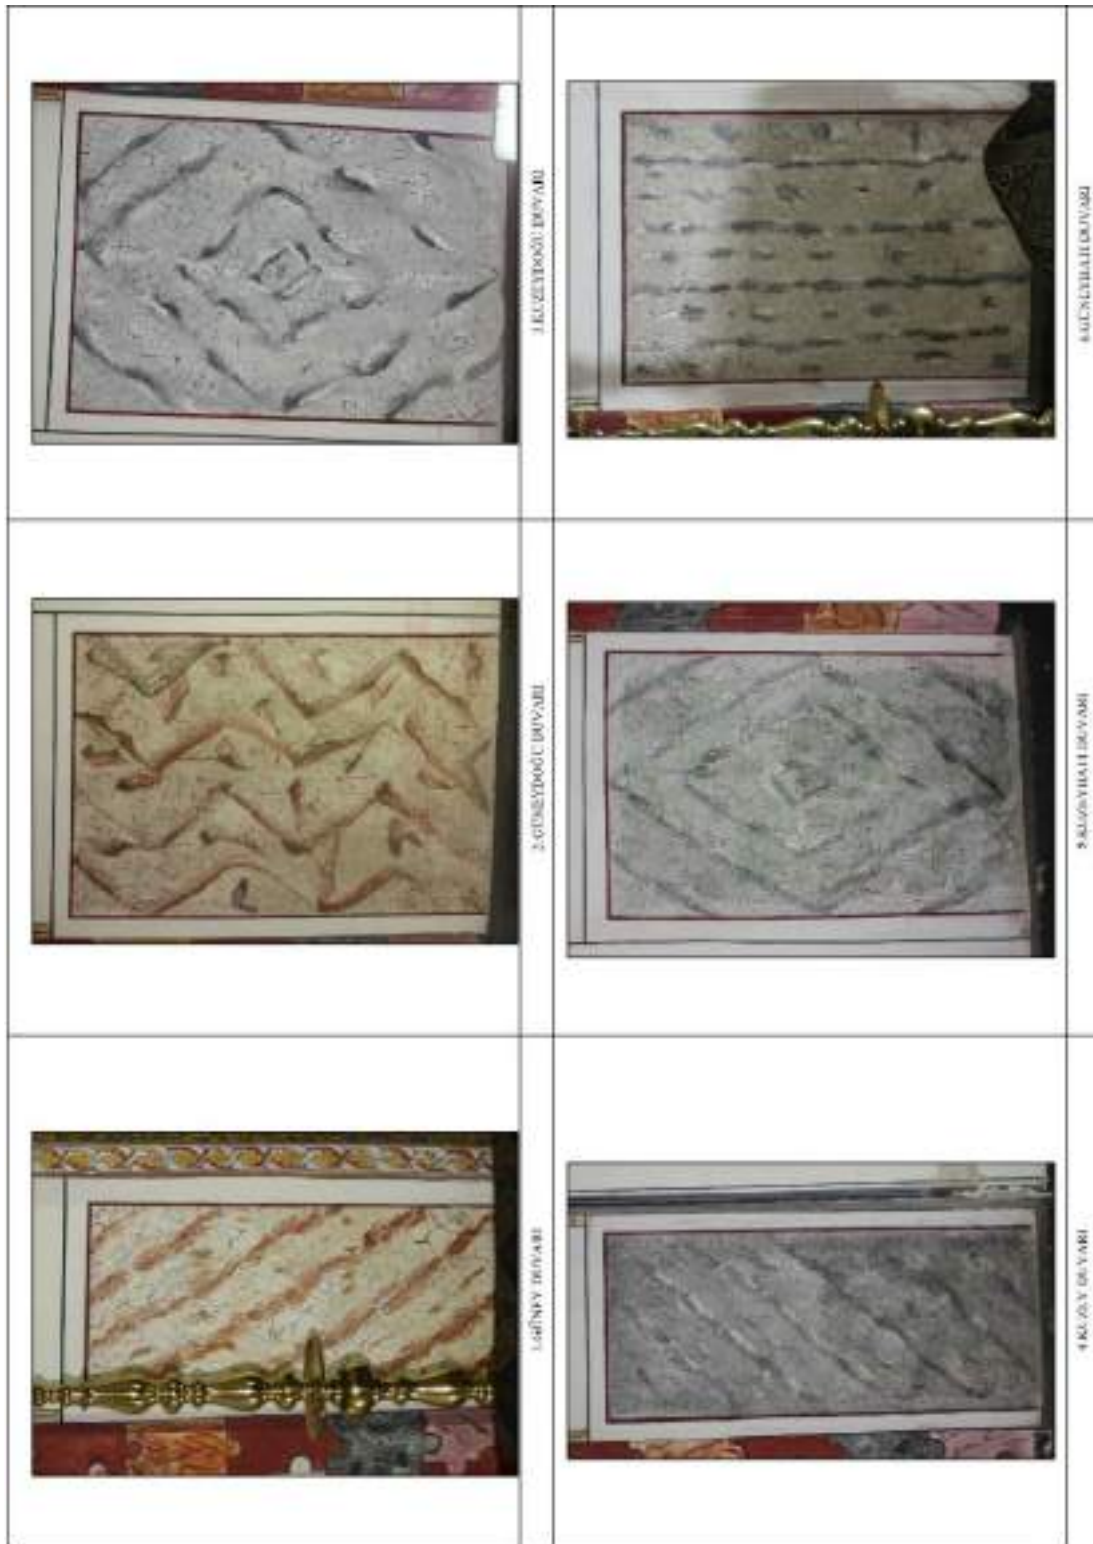 1.GÜNEY DUVARI
2.GÜNEYDOĞU DUVARI
3.KUZEYDOĞU DUVARI
4.KUZEY DUVARI
5.KUZEYBATI DUVARI
6.GÜNEYBATI DUVARI